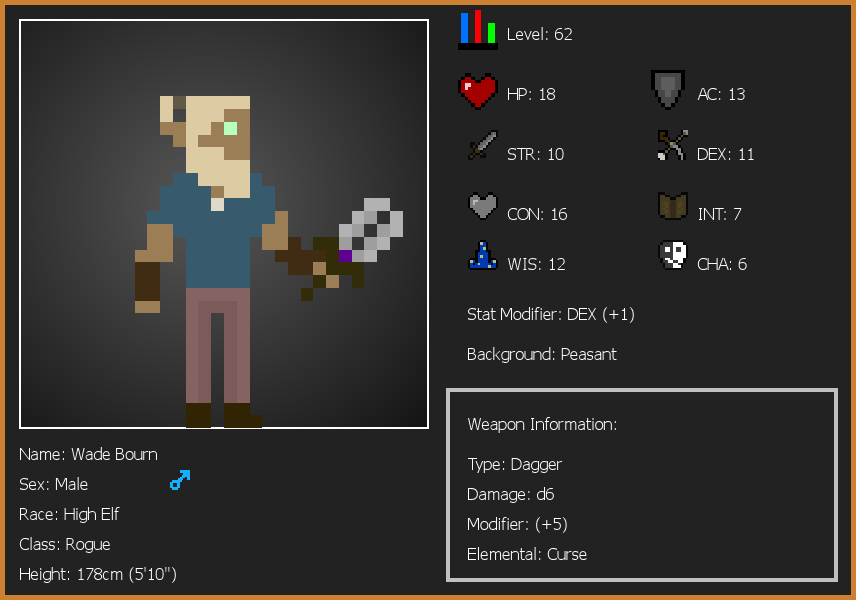 Level: 62
HP: 18
AC: 13
STR: 10
DEX: 11
CON: 16
INT: 7
WIS: 12
CHA: 6
Stat Modifier: DEX (+1)
Background: Peasant
Weapon Information:
Type: Dagger
Damage: d6
Modifier: (+5)
Elemental: Curse
Name: Wade Bourn
Sex: Male
Race: High Elf
Class: Rogue
Height: 178cm (5'10")